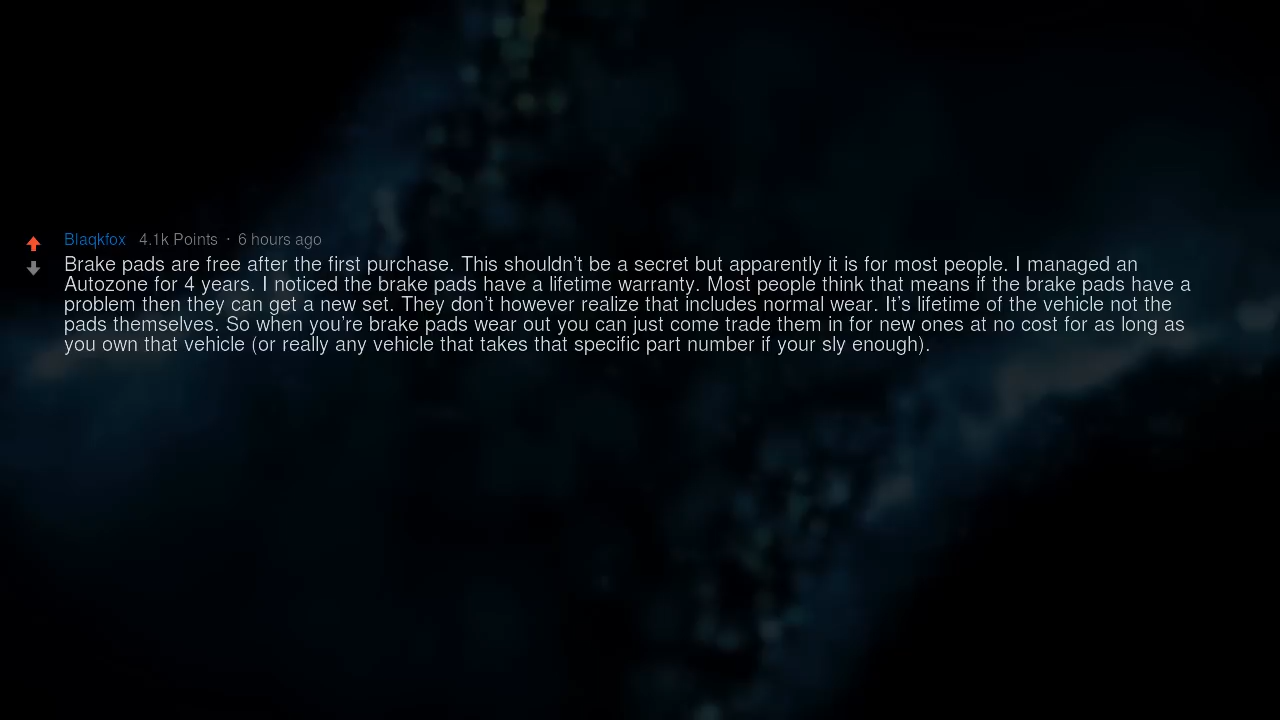 Blaqkfox 4.1k Points · 6 hours ago
Brake pads are free after the first purchase. This shouldn't be a secret but apparently it is for most people. I managed an
Autozone for 4 years. I noticed the brake pads have a lifetime warranty. Most people think that means if the brake pads have a
problem then they can get a new set. They don't however realize that includes normal wear. It's lifetime of the vehicle not the
pads themselves. So when you're brake pads wear out you can just come trade them in for new ones at no cost for as long as
you own that vehicle (or really any vehicle that takes that specific part number if your sly enough).